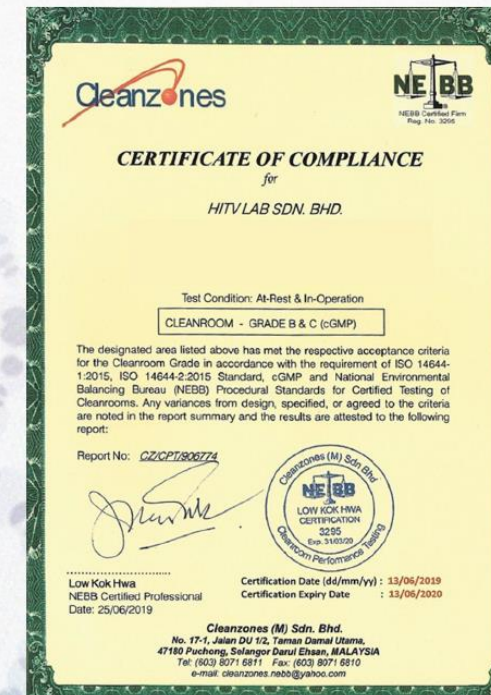 Cleanzones
NEBB
NEBB Certified Firm
Reg. No: 3295
CERTIFICATE OF COMPLIANCE
for
HITV LAB SDN. BHD.
Test Condition: At-Rest & In-Operation
CLEANROOM - GRADE B & C (cGMP)
The designated area listed above has met the respective acceptance criteria
for the Cleanroom Grade in accordance with the requirement of ISO 14644-
1:2015, ISO 14644-2:2015 Standard, cGMP and National Environmental
Balancing Bureau (NEBB) Procedural Standards for Certified Testing of
Cleanrooms. Any variances from design, specified, or agreed to the criteria
are noted in the report summary and the results are attested to the following
report:
Report No: CZ/CPT/906774
Cleanzones (M) Sdn Bhd
NEBB
LOW KOK HWA
CERTIFICATION
3295
Exp. 31/03/20
Cleanroom Performance Testing
Low Kok Hwa
NEBB Certified Professional
Date: 25/06/2019
Certification Date (dd/mm/yy) : 13/06/2019
Certification Expiry Date : 13/06/2020
Cleanzones (M) Sdn. Bhd.
No. 17-1, Jalan DU 1/2, Taman Damai Utama,
47180 Puchong, Selangor Darul Ehsan, MALAYSIA
Tel: (603) 8071 6811 Fax: (603) 8071 6810
e-mail: cleanzones.nebb@yahoo.com